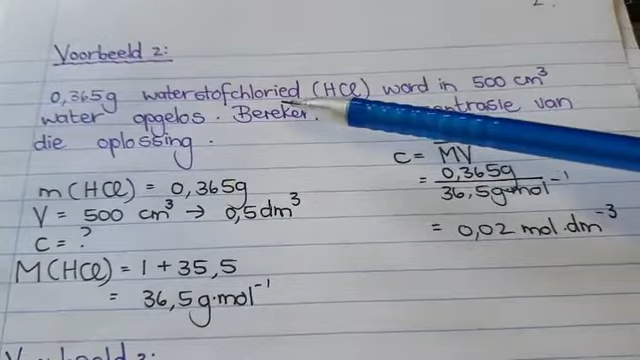 Voorbeeld 2:
0,365g waterstofchloried (HCl) word in 500 cm³
water opgelos. Bereken van
die oplossing.
m(HCl) = 0,365g
V = 500 cm³ → 0,5dm³
c = ?
M(HCl) = 1 + 35,5
= 36,5g·mol⁻¹
c = MV
= 0,365g
36,5g·mol⁻¹
= 0,02 mol·dm⁻³